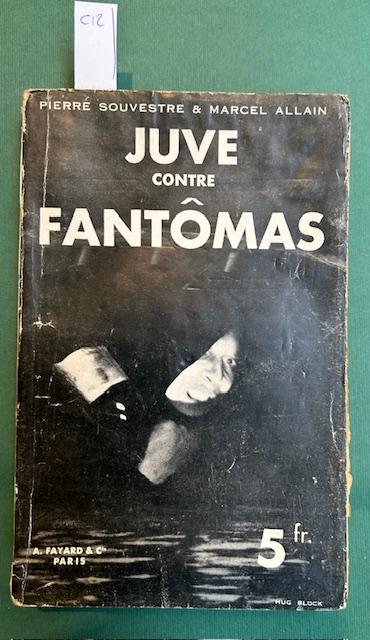 C12
PIERRE SOUVESTRE & MARCEL ALLAIN
JUVE
CONTRE
FANTÔMAS
A. FAYARD & Cie
PARIS
5 fr.
HUG BLOCK